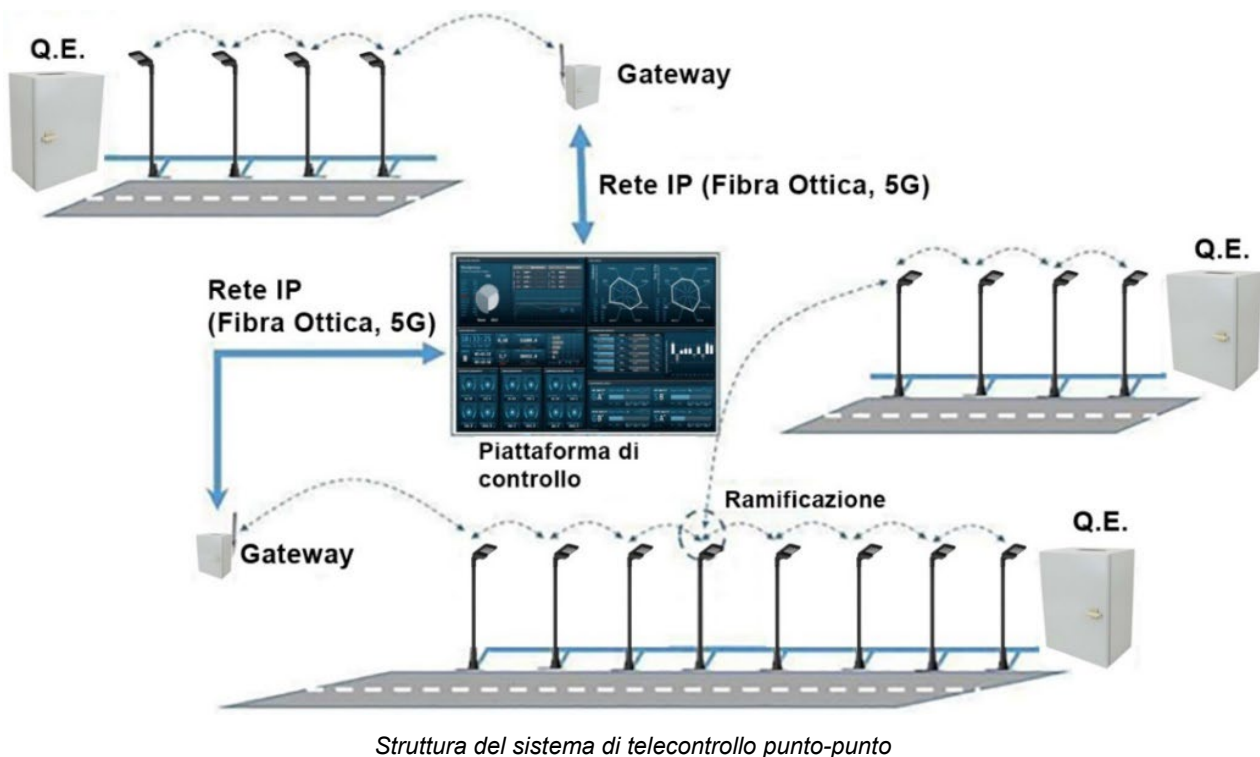 Q.E.
Gateway
Rete IP (Fibra Ottica, 5G)
Q.E.
Rete IP
(Fibra Ottica, 5G)
Piattaforma di
controllo
Ramificazione
Q.E.
Gateway
Struttura del sistema di telecontrollo punto-punto